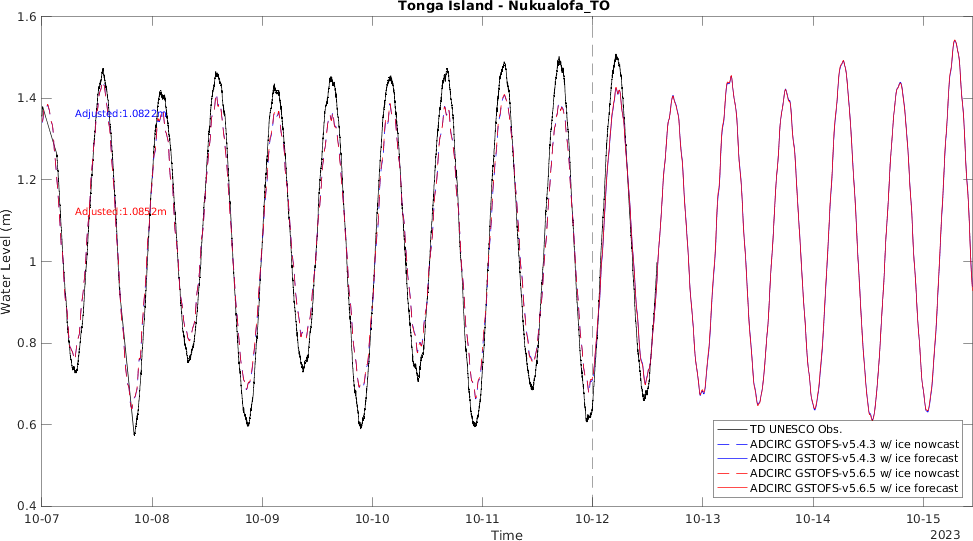 Tonga Island - Nukualofa_TO
Water Level (m)
1.6
1.4
1.2
1
0.8
0.6
0.4
Adjusted:1.0822m
Adjusted:1.0852m
TD UNESCO Obs.
ADCIRC GSTOFS-v5.4.3 w/ ice nowcast
ADCIRC GSTOFS-v5.4.3 w/ ice forecast
ADCIRC GSTOFS-v5.6.5 w/ ice nowcast
ADCIRC GSTOFS-v5.6.5 w/ ice forecast
10-07 10-08 10-09 10-10 10-11 10-12 10-13 10-14 10-15
Time
2023